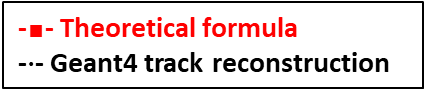 -■- Theoretical formula
-·- Geant4 track reconstruction